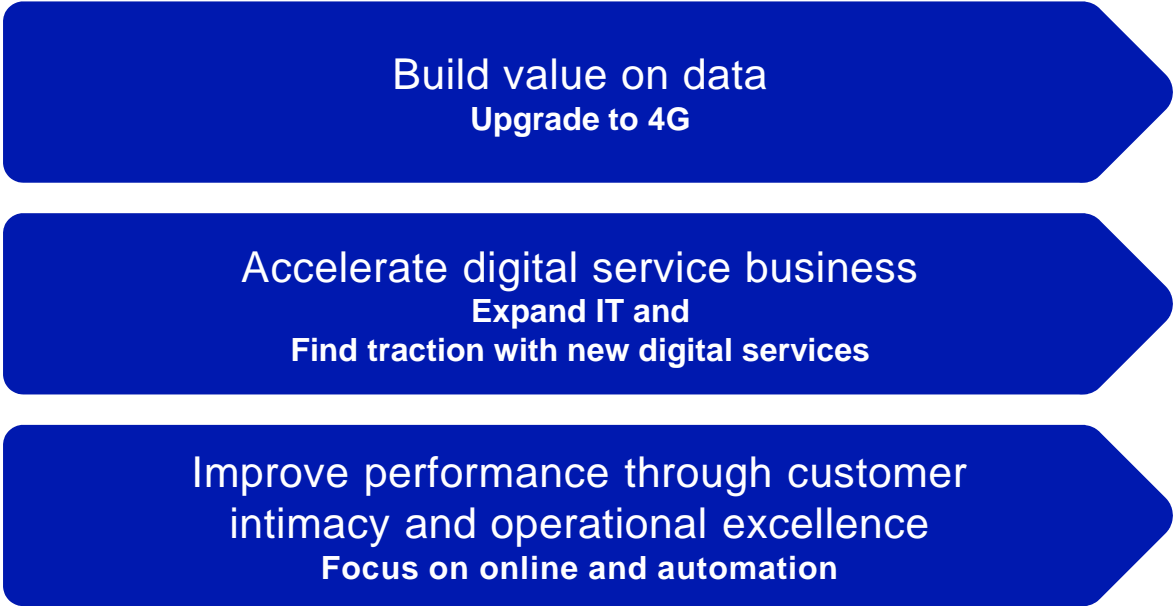 Build value on data
Upgrade to 4G
Accelerate digital service business
Expand IT and
Find traction with new digital services
Improve performance through customer
intimacy and operational excellence
Focus on online and automation